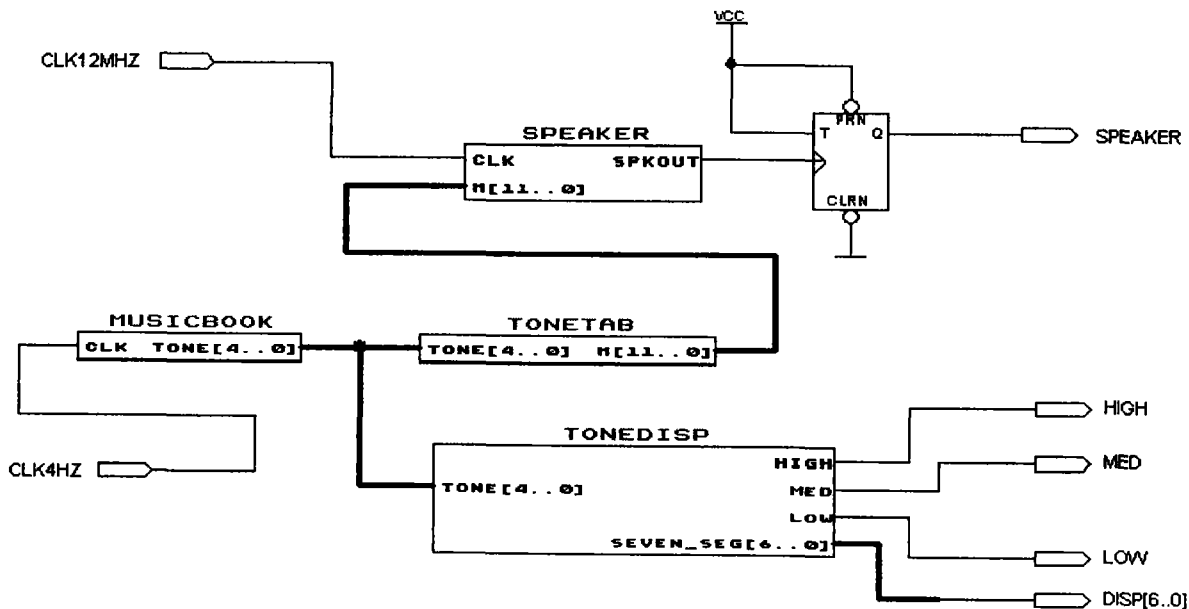 VCC
CLK12MHZ
SPEAKER
CLK SPKOUT
M[11..0]
PRN
T Q
CLRN
SPEAKER
MUSICBOOK
CLK TONE[4..0]
TONETAB
TONE[4..0] M[11..0]
CLK4HZ
TONEDISP
TONE[4..0]
HIGH
MED
LOW
SEVEN_SEG[6..0]
HIGH
MED
LOW
DISP[6..0]